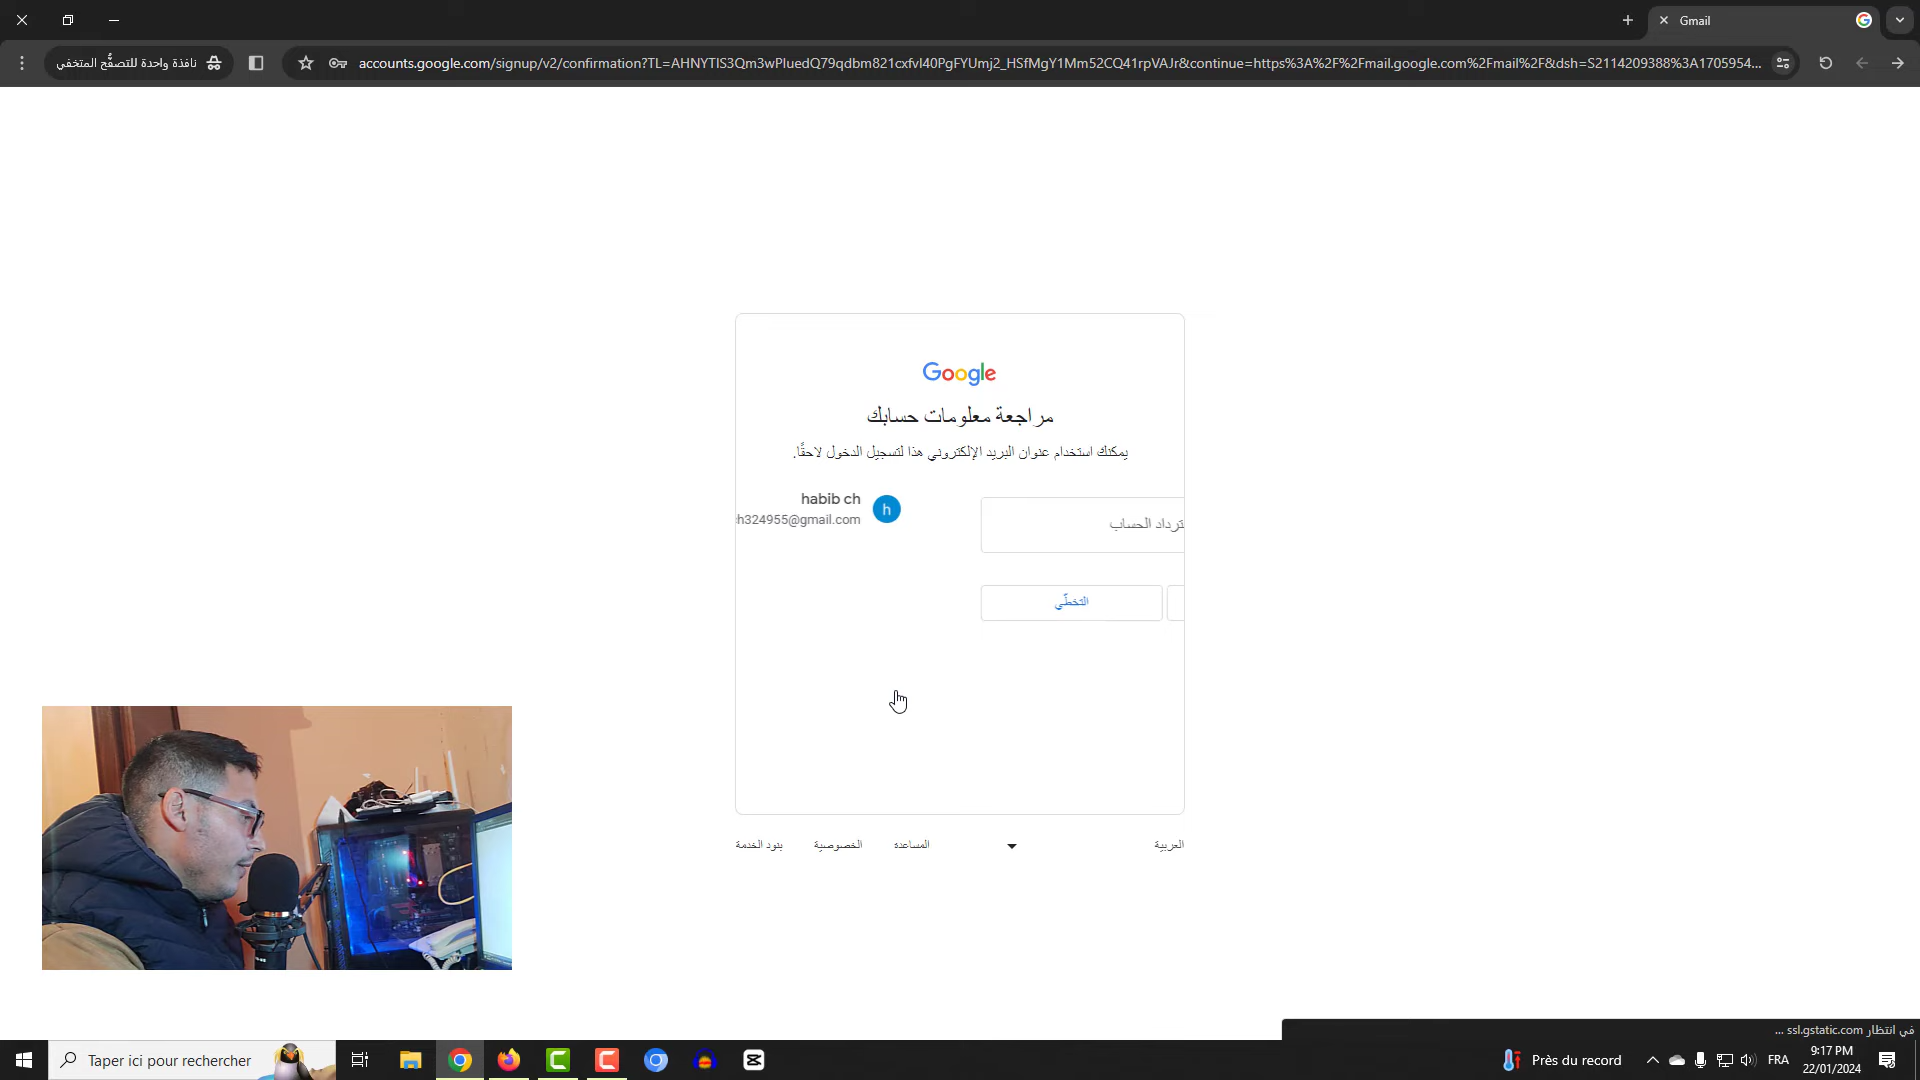 Gmail
نافذة واحدة للتصفُّح المتخفي
accounts.google.com/signup/v2/confirmation?TL=AHNYTIS3Qm3wPluedQ79qdbm821cxfvl40PgFYUmj2_HSfMgY1Mm52CQ41rpVAJr&continue=https%3A%2F%2Fmail.google.com%2Fmail%2F&dsh=S2114209388%3A1705954...
Google
مراجعة معلومات حسابك
يمكنك استخدام عنوان البريد الإلكتروني هذا لتسجيل الدخول لاحقًا.
habib ch
h324955@gmail.com
h
الحساب
التخطّي
العربية
المساعدة
الخصوصية
بنود الخدمة
في انتظار ssl.gstatic.com ...
Taper ici pour rechercher
Près du record
FRA
9:17 PM
22/01/2024